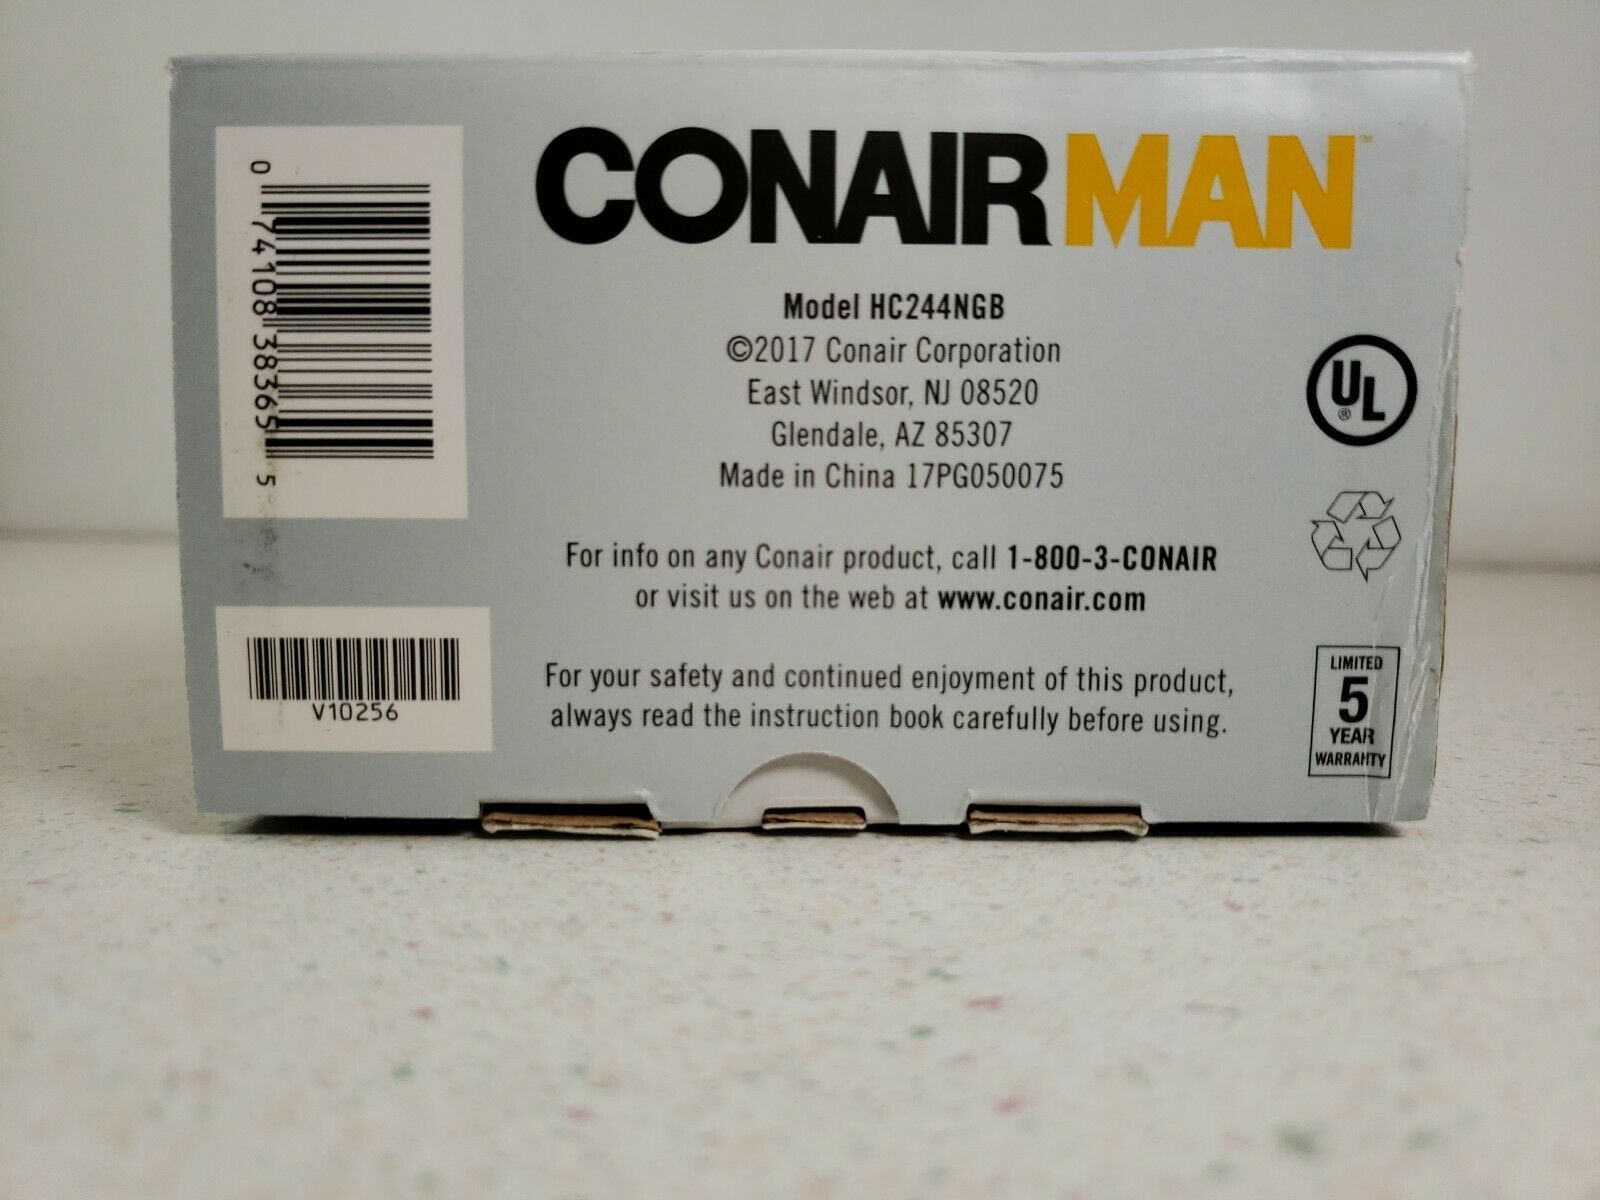 CONAIRMAN™
Model HC244NGB
©2017 Conair Corporation
East Windsor, NJ 08520
Glendale, AZ 85307
Made in China 17PG050075
For info on any Conair product, call 1-800-3-CONAIR
or visit us on the web at www.conair.com
For your safety and continued enjoyment of this product,
always read the instruction book carefully before using.
0 74108 38365 5
V10256
UL®
LIMITED
5
YEAR
WARRANTY